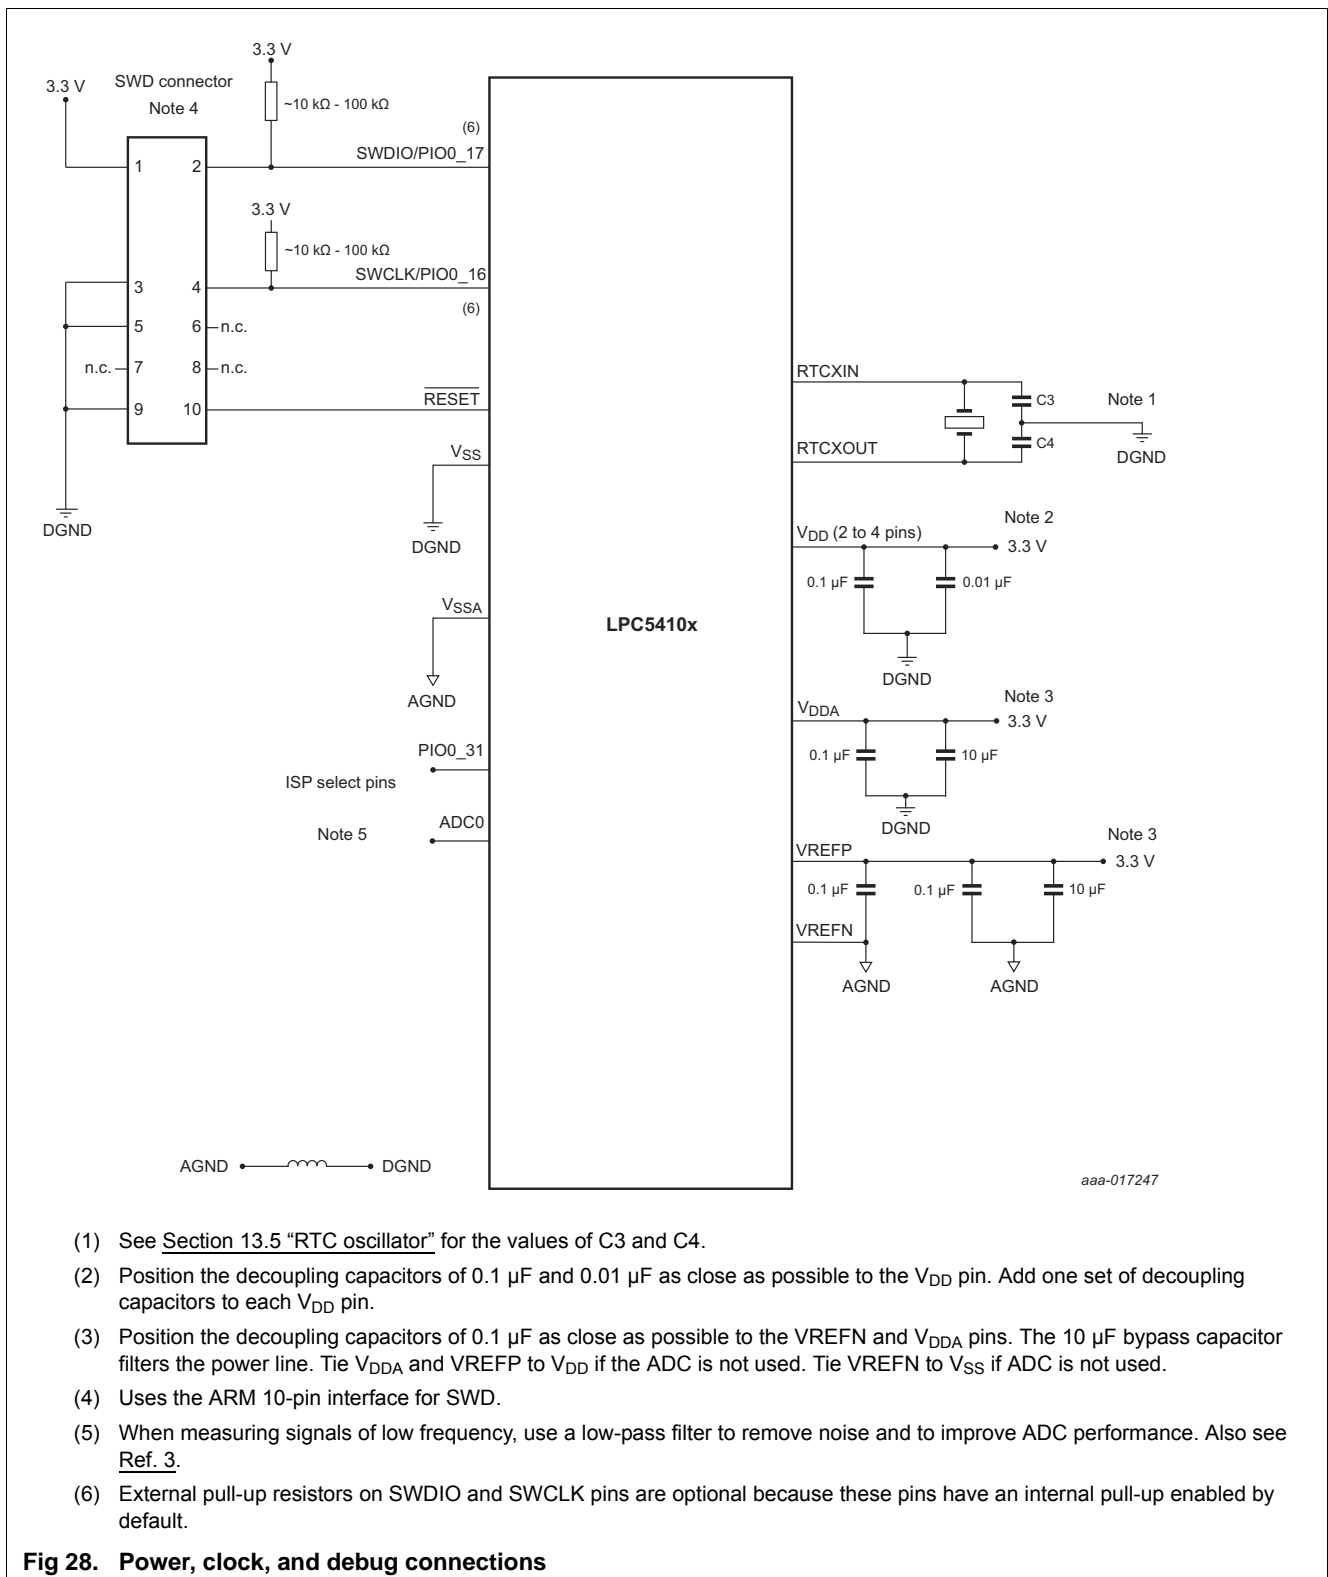 3.3 V
3.3 V
SWD connector
Note 4
~10 kΩ - 100 kΩ
(6)
SWDIO/PIO0_17
1 2
3.3 V
~10 kΩ - 100 kΩ
SWCLK/PIO0_16
3 4
(6)
5 6 n.c.
n.c. 7 8 n.c.
RESET
9 10
VSS
DGND
DGND
VSSA
AGND
PIO0_31
ISP select pins
ADC0
Note 5
LPC5410x
RTCXIN
C3
Note 1
RTCXOUT
C4
DGND
Note 2
VDD (2 to 4 pins)
3.3 V
0.1 µF
0.01 µF
DGND
Note 3
VDDA
3.3 V
0.1 µF
10 µF
DGND
Note 3
VREFP
3.3 V
0.1 µF
0.1 µF
10 µF
VREFN
AGND
AGND
AGND
DGND
aaa-017247
(1) See Section 13.5 “RTC oscillator” for the values of C3 and C4.
(2) Position the decoupling capacitors of 0.1 µF and 0.01 µF as close as possible to the VDD pin. Add one set of decoupling
capacitors to each VDD pin.
(3) Position the decoupling capacitors of 0.1 µF as close as possible to the VREFN and VDDA pins. The 10 µF bypass capacitor
filters the power line. Tie VDDA and VREFP to VDD if the ADC is not used. Tie VREFN to VSS if ADC is not used.
(4) Uses the ARM 10-pin interface for SWD.
(5) When measuring signals of low frequency, use a low-pass filter to remove noise and to improve ADC performance. Also see
Ref. 3.
(6) External pull-up resistors on SWDIO and SWCLK pins are optional because these pins have an internal pull-up enabled by
default.
Fig 28. Power, clock, and debug connections